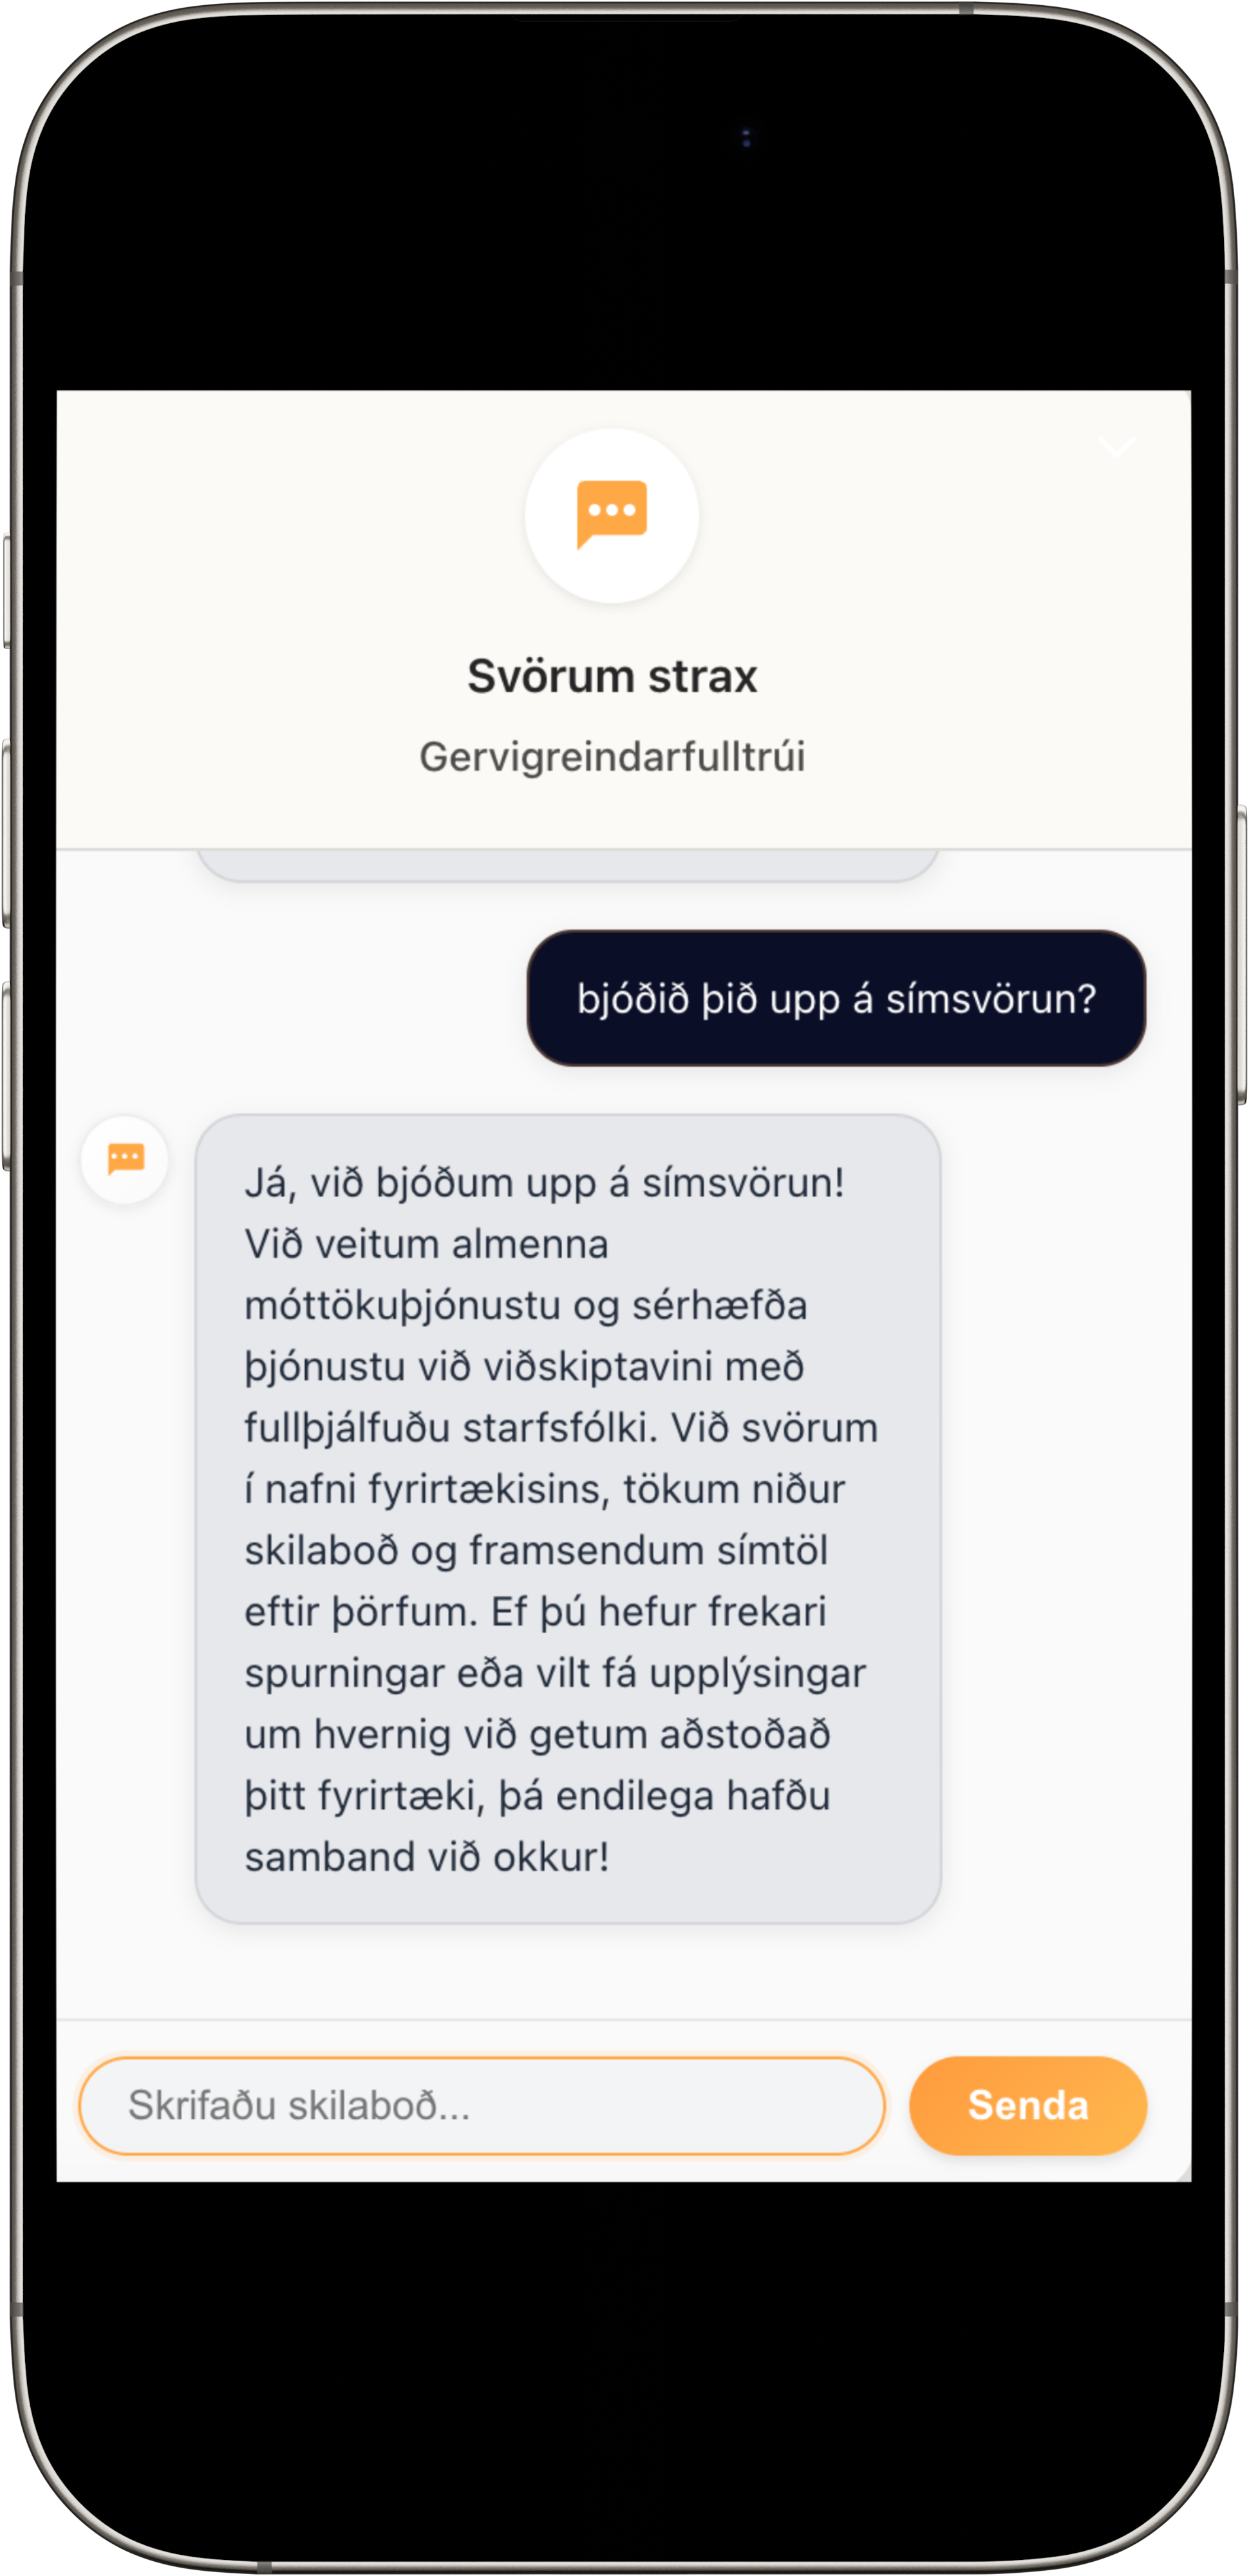 Svörum strax
Gervigreindarfulltrúi
bjóðið þið upp á símsvörun?
Já, við bjóðum upp á símsvörun!
Við veitum almenna
móttökuþjónustu og sérhæfða
þjónustu við viðskiptavini með
fullþjálfuðu starfsfólki. Við svörum
í nafni fyrirtækisins, tökum niður
skilaboð og framsendum símtöl
eftir þörfum. Ef þú hefur frekari
spurningar eða vilt fá upplýsingar
um hvernig við getum aðstoðað
þitt fyrirtæki, þá endilega hafðu
samband við okkur!
Skrifaðu skilaboð...
Senda